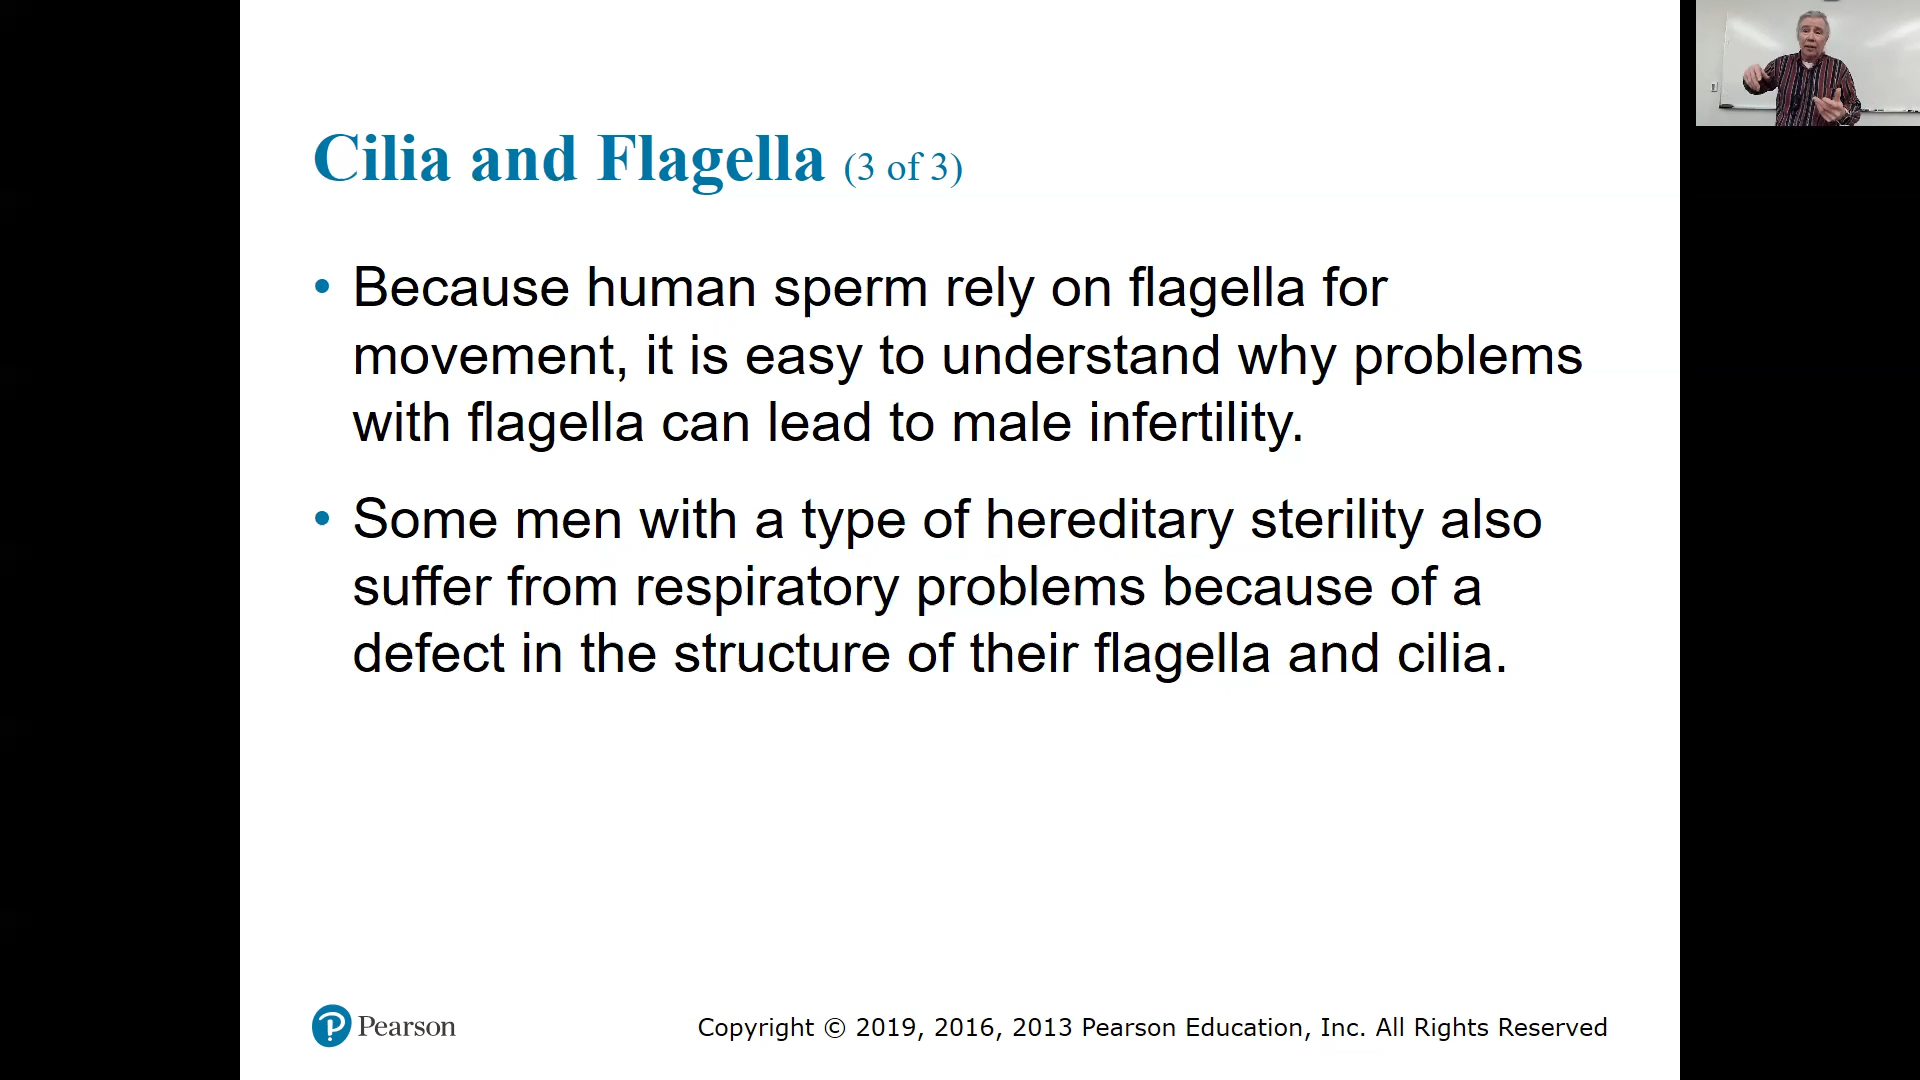 Cilia and Flagella (3 of 3)
• Because human sperm rely on flagella for
movement, it is easy to understand why problems
with flagella can lead to male infertility.
• Some men with a type of hereditary sterility also
suffer from respiratory problems because of a
defect in the structure of their flagella and cilia.
Pearson
Copyright © 2019, 2016, 2013 Pearson Education, Inc. All Rights Reserved